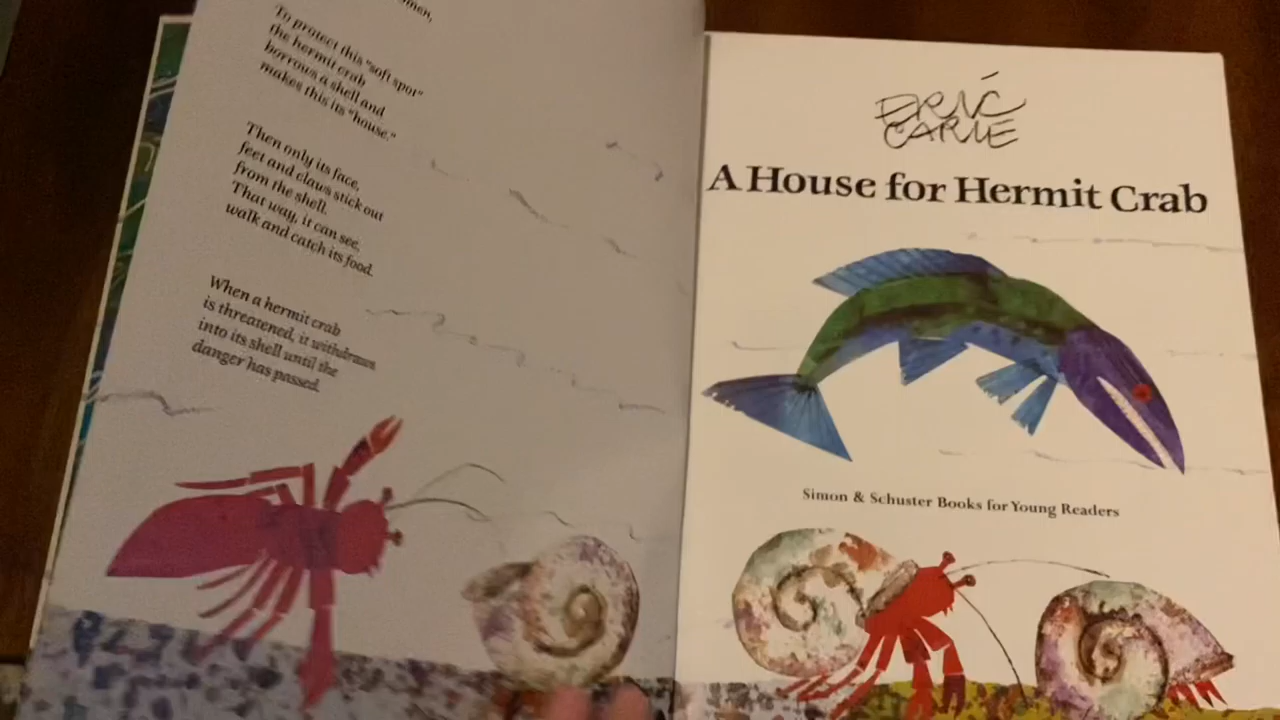 To protect this "soft spot"
the hermit crab
borrows a shell and
makes this its "house."
Then only its face,
feet and claws stick out
from the shell.
That way, it can see,
walk and catch its food.
When a hermit crab
is threatened, it withdraws
into its shell until the
danger has passed.
ERIC
CARLE
A House for Hermit Crab
Simon & Schuster Books for Young Readers